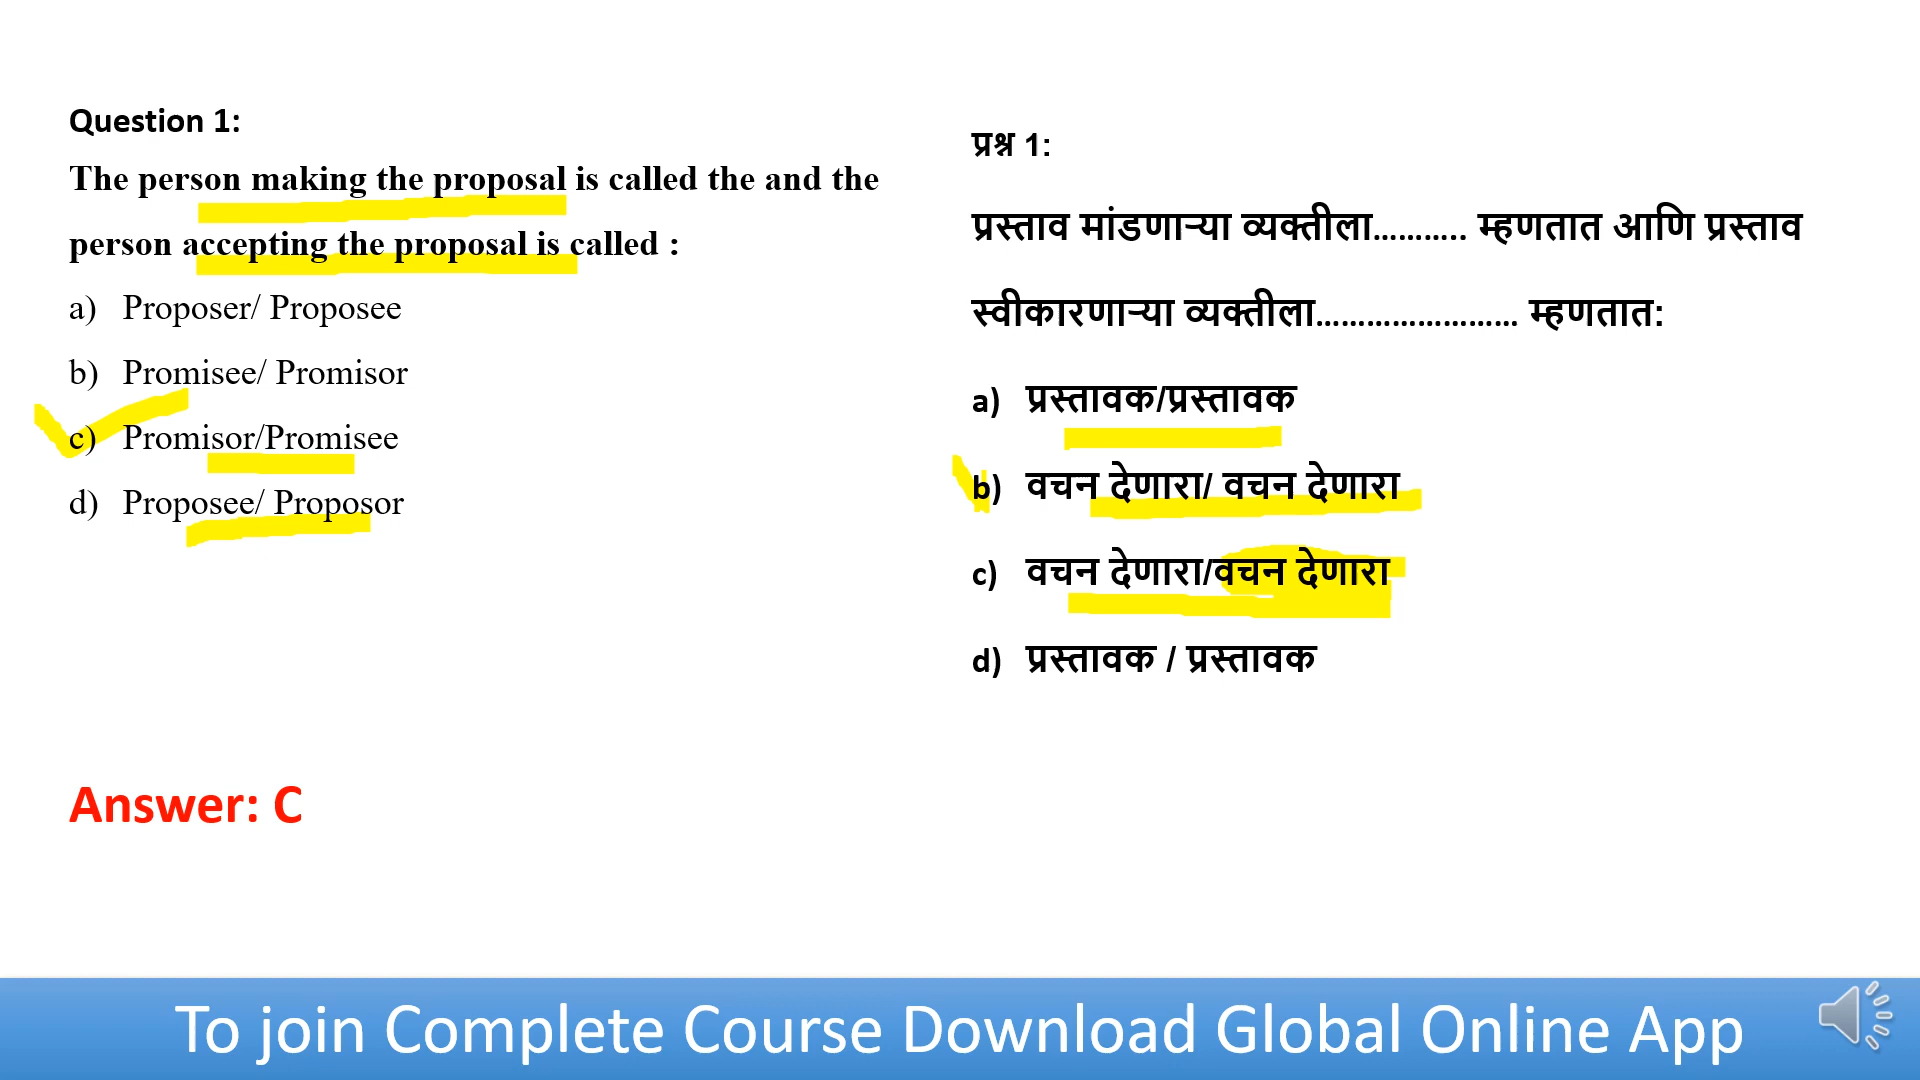 Question 1:
The person making the proposal is called the and the
person accepting the proposal is called :
a) Proposer/ Proposee
b) Promisee/ Promisor
c) Promisor/Promisee
d) Proposee/ Proposor
Answer: C
प्रश्न 1:
प्रस्ताव मांडणाऱ्या व्यक्तीला……….. म्हणतात आणि प्रस्ताव
स्वीकारणाऱ्या व्यक्तीला…………………… म्हणतात:
a) प्रस्तावक/प्रस्तावक
b) वचन देणारा/ वचन देणारा
c) वचन देणारा/वचन देणारा
d) प्रस्तावक / प्रस्तावक
To join Complete Course Download Global Online App